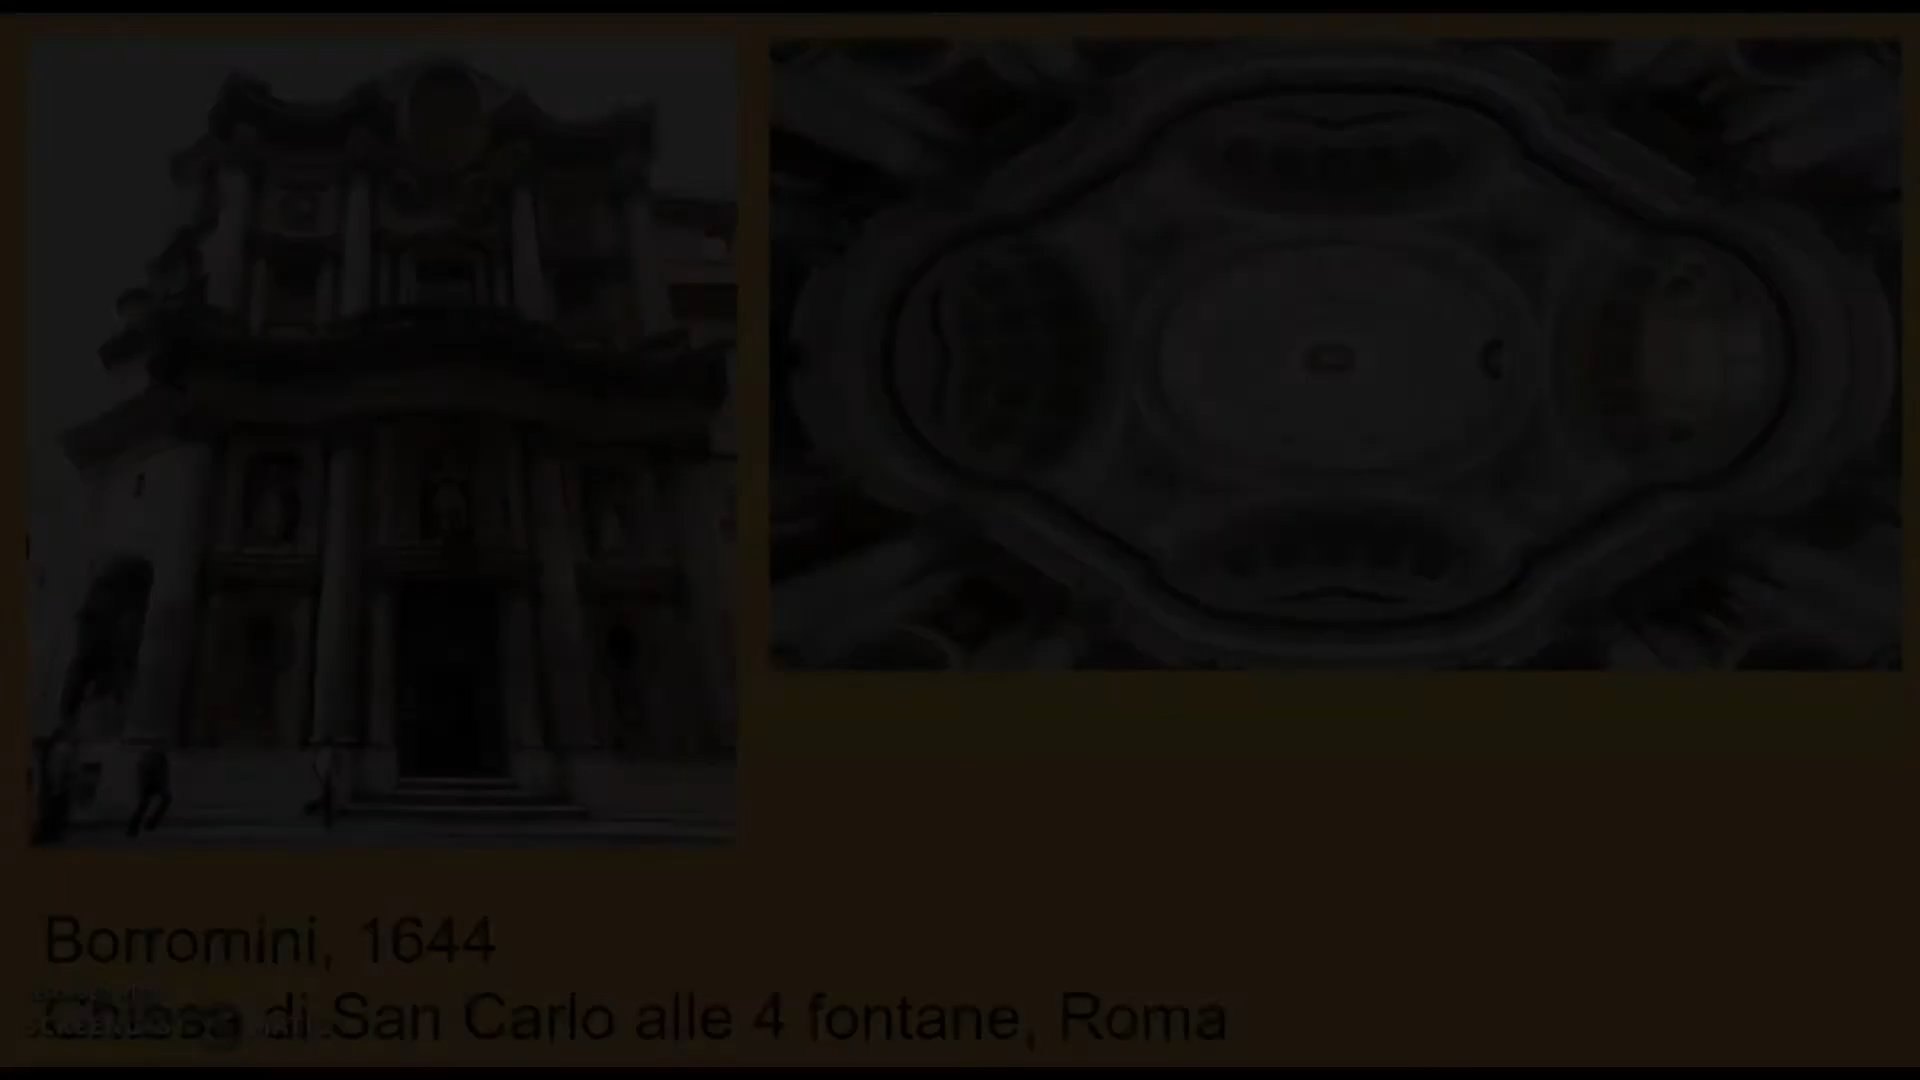 Borromini, 1644
Chiesa di San Carlo alle 4 fontane, Roma